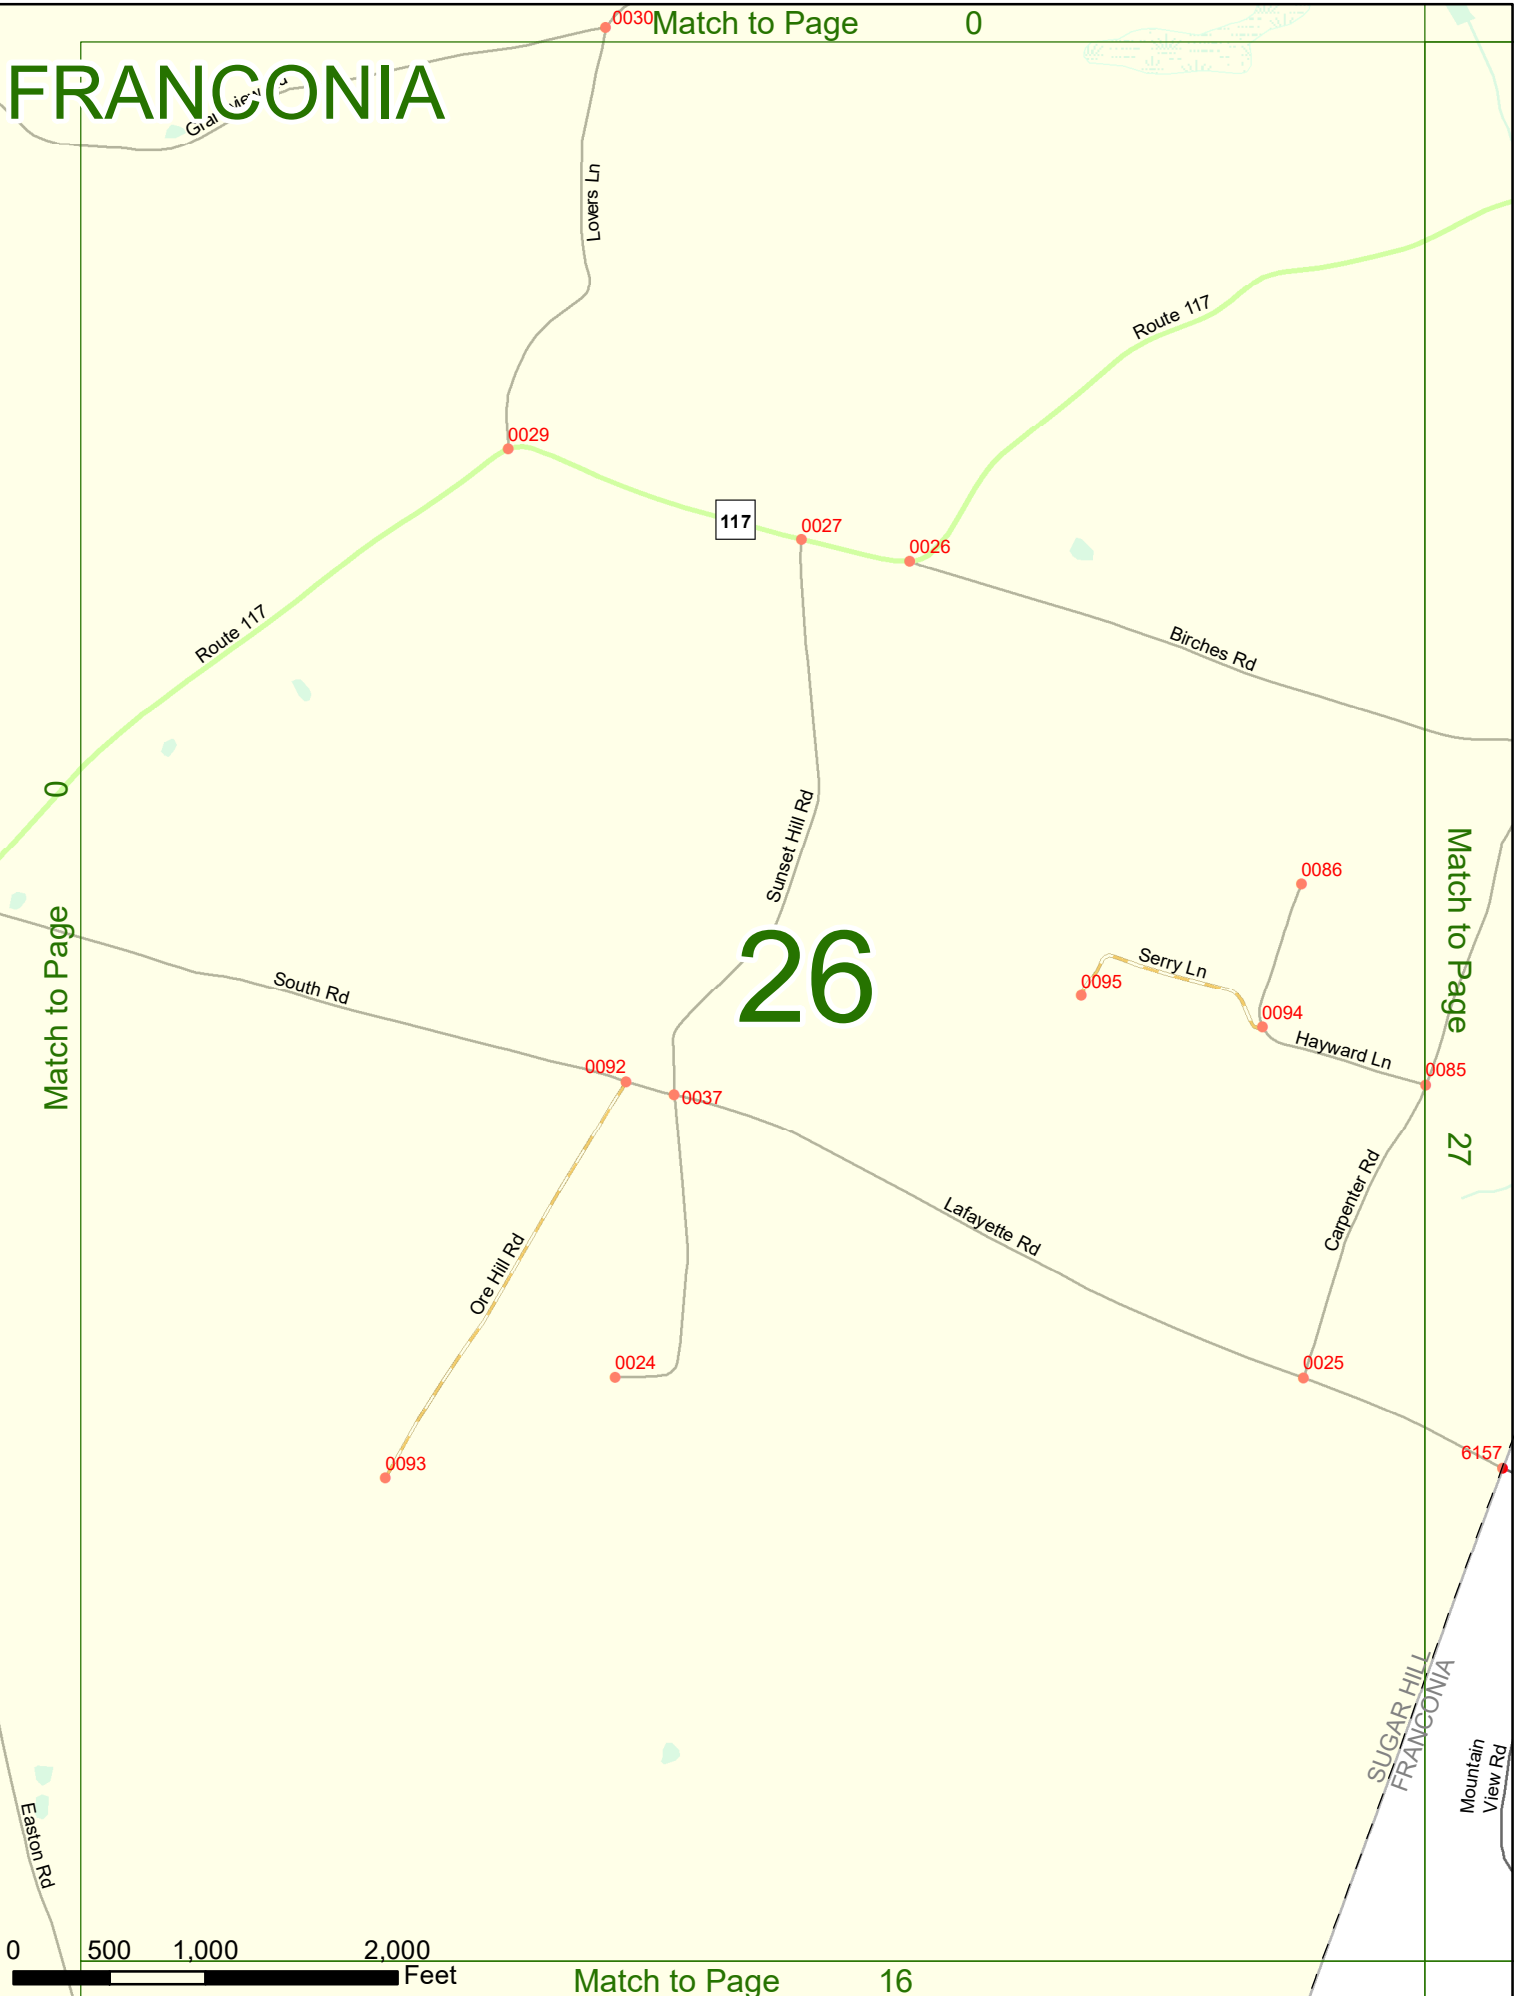 0030
Match to Page 0
FRANCONIA
Lovers Ln
Route 117
0029
117
0027
0026
Route 117
Birches Rd
0
Match to Page
Sunset Hill Rd
Match to Page 27
0086
26
Serry Ln
0095
South Rd
0094
Hayward Ln
0092
0085
0037
Carpenter Rd
Lafayette Rd
Ore Hill Rd
0024
0025
6157
0093
SUGAR HILL
FRANCONIA
Mountain
View Rd
Easton Rd
0 500 1,000 2,000
Feet
Match to Page 16